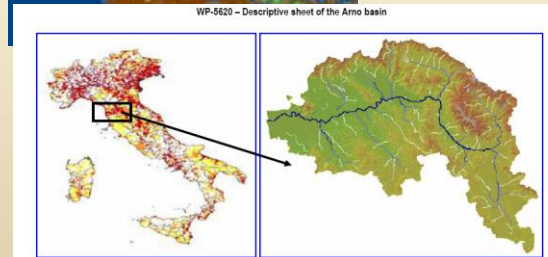 WP-5620 – Descriptive sheet of the Arno basin